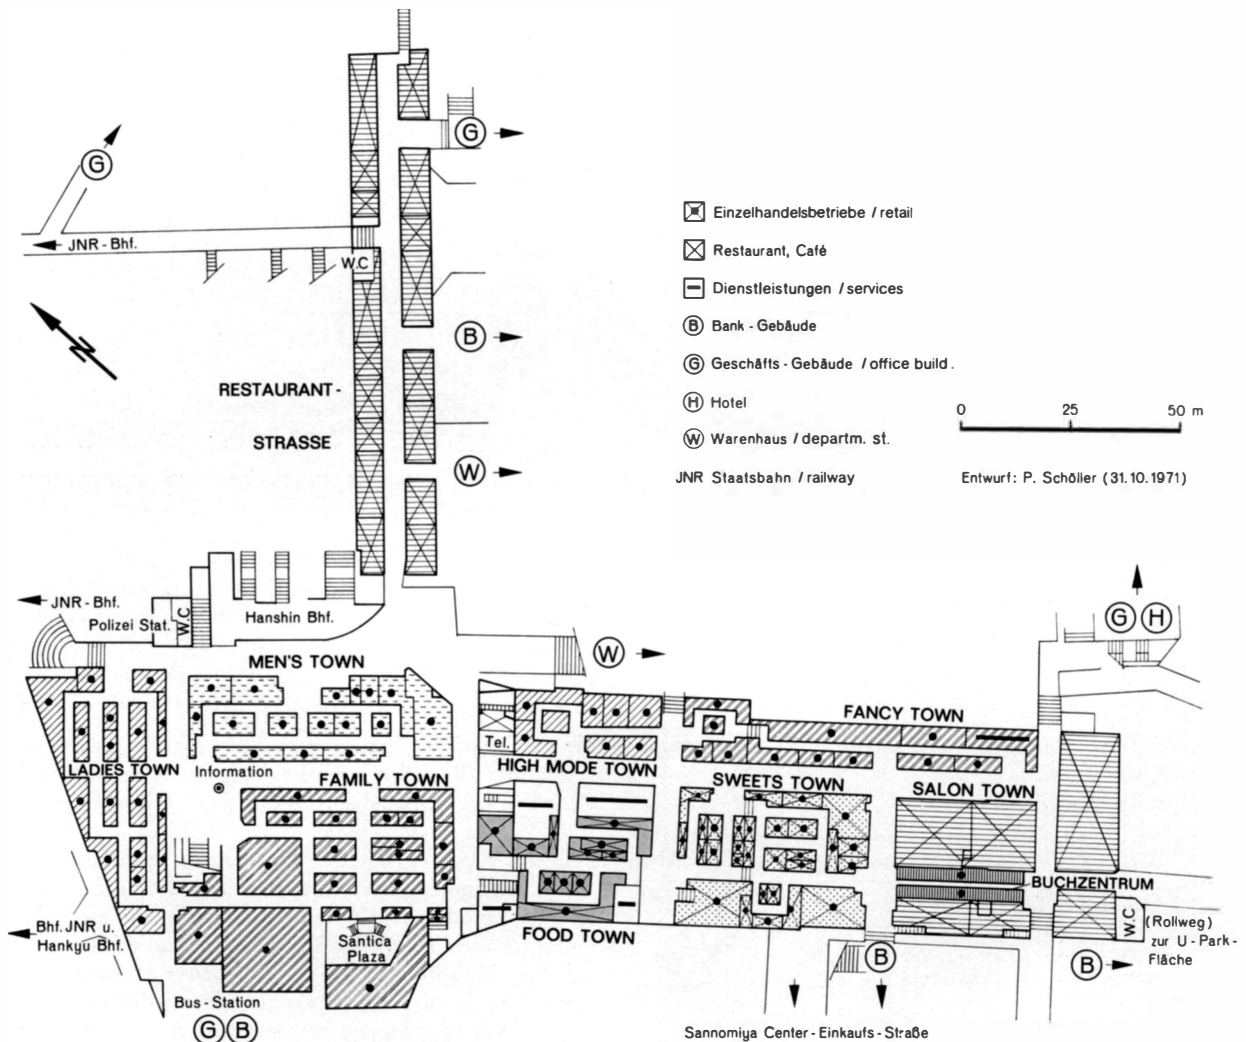 G
G
JNR - Bhf.
W.C
N
B
RESTAURANT -
STRASSE
W
Einzelhandelsbetriebe / retail
Restaurant, Café
Dienstleistungen / services
B Bank - Gebäude
G Geschäfts - Gebäude / office build .
H Hotel
W Warenhaus / departm. st.
JNR Staatsbahn / railway
0 25 50 m
Entwurf: P. Schöller (31.10.1971)
JNR-Bhf.
Polizei Stat.
W.C
Hanshin Bhf.
G H
W
MEN'S TOWN
FANCY TOWN
Tel.
LADIES TOWN
Information
FAMILY TOWN
HIGH MODE TOWN
SWEETS TOWN
SALON TOWN
BUCHZENTRUM
Bhf. JNR u.
Hankyu Bhf.
Santica
Plaza
FOOD TOWN
W.C
(Rollweg)
zur U - Park -
Fläche
B
B
Bus - Station
G B
Sannomiya Center - Einkaufs - Straße